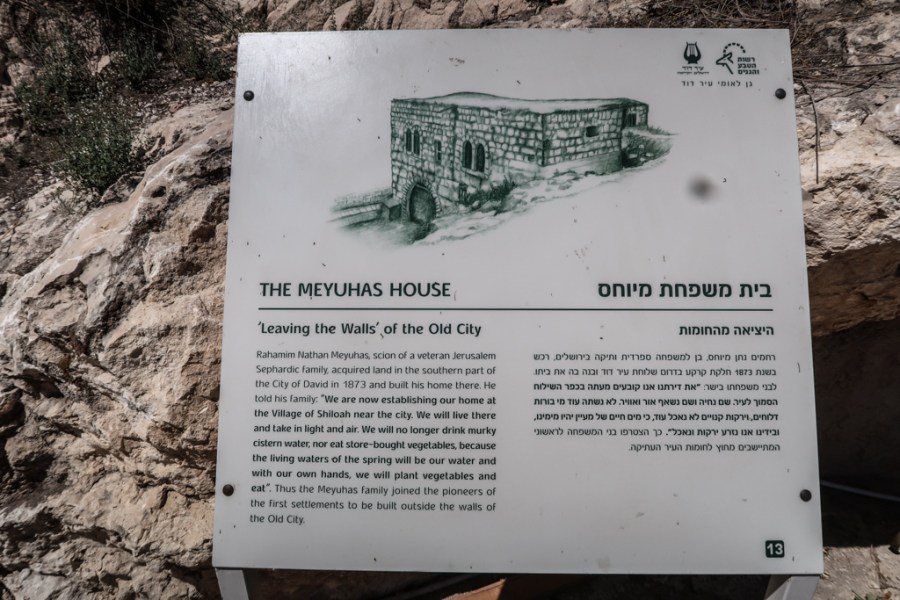 רשות
הטבע
והגנים
עיר דוד
גן לאומי עיר דוד
THE MEYUHAS HOUSE
'Leaving the Walls' of the Old City
Rahamim Nathan Meyuhas, scion of a veteran Jerusalem
Sephardic family, acquired land in the southern part of
the City of David in 1873 and built his home there. He
told his family: "We are now establishing our home at
the Village of Shiloah near the city. We will live there
and take in light and air. We will no longer drink murky
cistern water, nor eat store-bought vegetables, because
the living waters of the spring will be our water and
with our own hands, we will plant vegetables and
eat". Thus the Meyuhas family joined the pioneers of
the first settlements to be built outside the walls of
the Old City.
בית משפחת מיוחס
היציאה מהחומות
רחמים נתן מיוחס, בן למשפחה ספרדית ותיקה בירושלים, רכש
בשנת 1873 חלקת קרקע בדרום שלוחת עיר דוד ובנה בה את ביתו.
לבני משפחתו בישר: "את דירתנו אנו קובעים מעתה בכפר השילוח
הסמוך לעיר. שם נחיה ושם נשאף אור ואוויר. לא נשתה עוד מי בורות
דלוחים, וירקות קנויים לא נאכל עוד, כי מים חיים של מעיין יהיו מימינו,
ובידינו אנו נזרע ירקות ונאכל". כך הצטרפו בני המשפחה לראשוני
המתיישבים מחוץ לחומות העיר העתיקה.
13